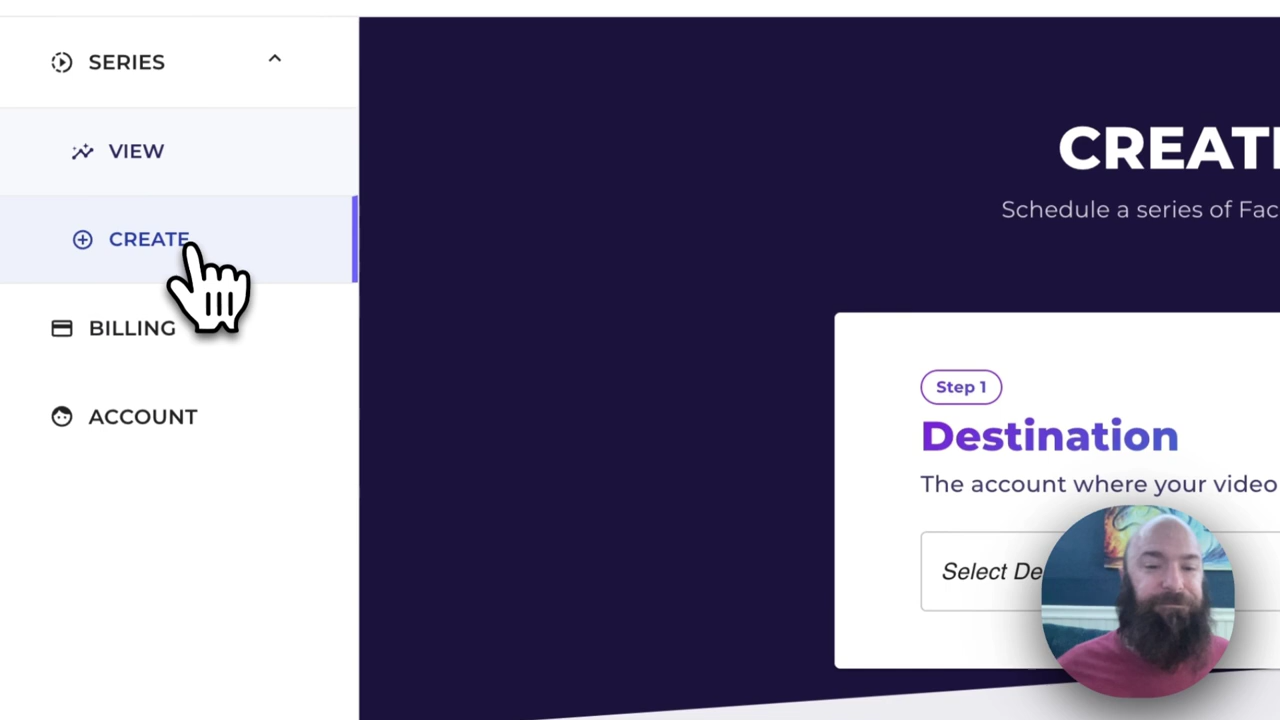 SERIES
VIEW
CREATE
BILLING
ACCOUNT
CREATE
Schedule a series of Fac
Step 1
Destination
The account where your video
Select De